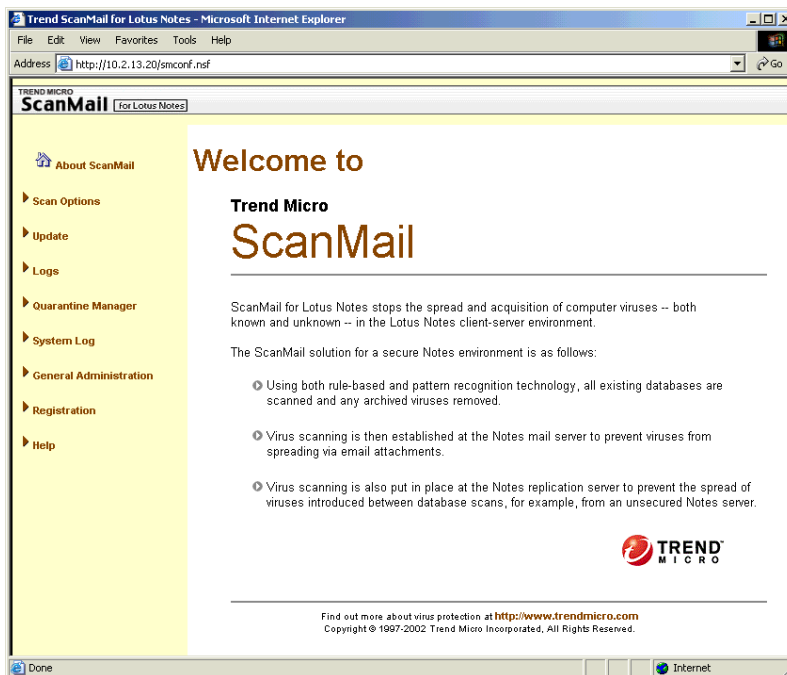 Trend ScanMail for Lotus Notes - Microsoft Internet Explorer
File Edit View Favorites Tools Help
Address http://10.2.13.20/smconf.nsf Go
TREND MICRO
ScanMail for Lotus Notes
About ScanMail
Scan Options
Update
Logs
Quarantine Manager
System Log
General Administration
Registration
Help
Welcome to
Trend Micro
ScanMail
ScanMail for Lotus Notes stops the spread and acquisition of computer viruses -- both
known and unknown -- in the Lotus Notes client-server environment.
The ScanMail solution for a secure Notes environment is as follows:
Using both rule-based and pattern recognition technology, all existing databases are
scanned and any archived viruses removed.
Virus scanning is then established at the Notes mail server to prevent viruses from
spreading via email attachments.
Virus scanning is also put in place at the Notes replication server to prevent the spread of
viruses introduced between database scans, for example, from an unsecured Notes server.
TREND
MICRO
Find out more about virus protection at http://www.trendmicro.com
Copyright © 1997-2002 Trend Micro Incorporated, All Rights Reserved.
Done Internet